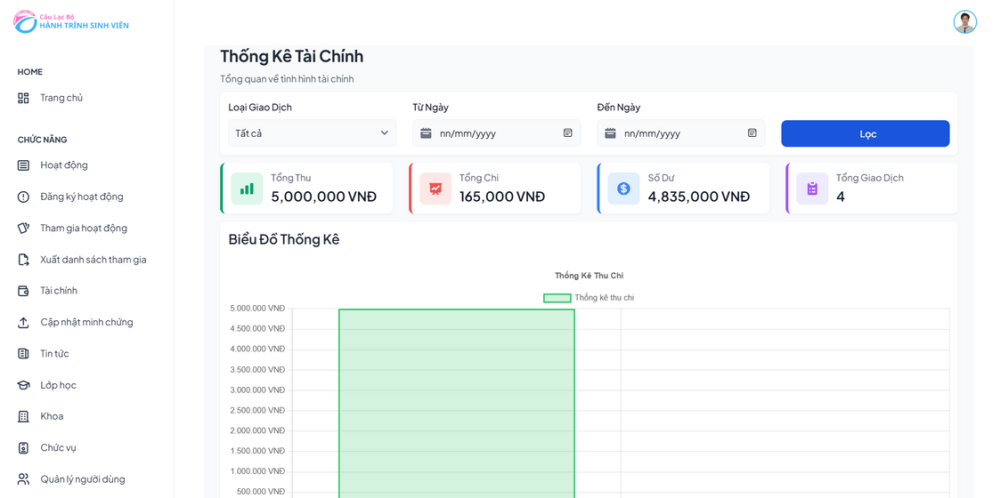 Câu Lạc Bộ
HÀNH TRÌNH SINH VIÊN
HOME
Trang chủ
CHỨC NĂNG
Hoạt động
Đăng ký hoạt động
Tham gia hoạt động
Xuất danh sách tham gia
Tài chính
Cập nhật minh chứng
Tin tức
Lớp học
Khoa
Chức vụ
Quản lý người dùng
Thống Kê Tài Chính
Tổng quan về tình hình tài chính
Loại Giao Dịch
Tất cả
Từ Ngày
nn/mm/yyyy
Đến Ngày
nn/mm/yyyy
Lọc
Tổng Thu
5,000,000 VNĐ
Tổng Chi
165,000 VNĐ
Số Dư
4,835,000 VNĐ
Tổng Giao Dịch
4
Biểu Đồ Thống Kê
Thống Kê Thu Chi
Thống kê thu chi
5.000.000 VNĐ
4.500.000 VNĐ
4.000.000 VNĐ
3.500.000 VNĐ
3.000.000 VNĐ
2.500.000 VNĐ
2.000.000 VNĐ
1.500.000 VNĐ
1.000.000 VNĐ
500.000 VNĐ